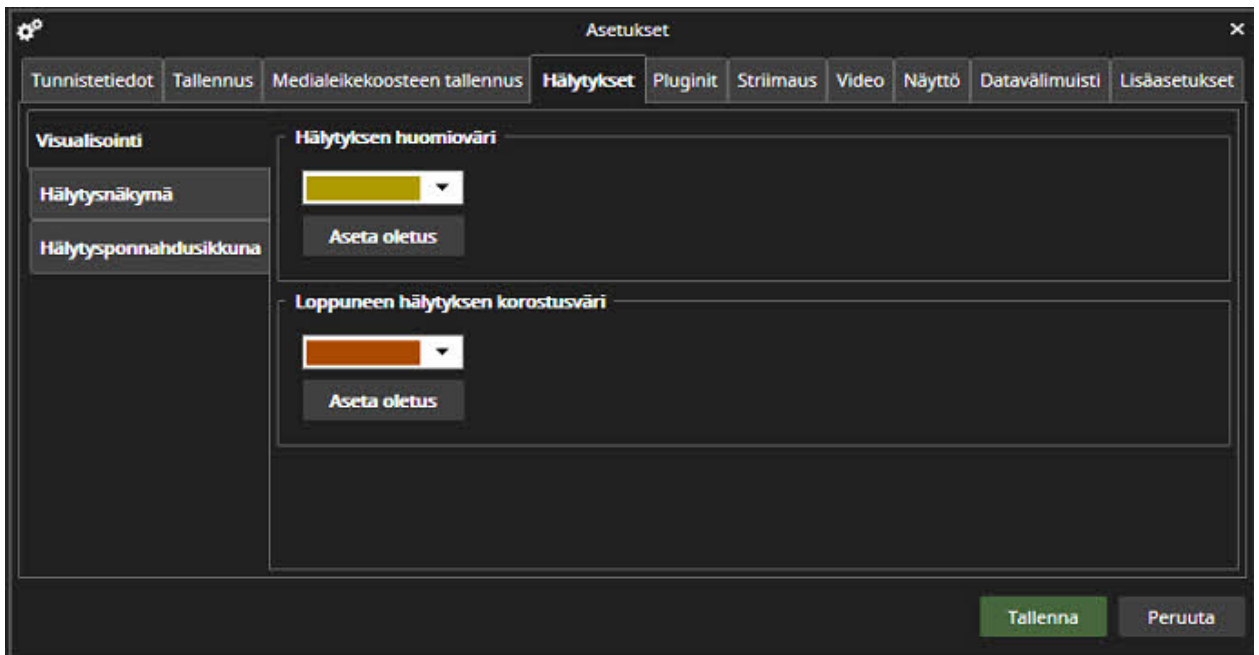 Asetukset
Tunnistetiedot Tallennus Medialeikekoosteen tallennus Hälytykset Pluginit Striimaus Video Näyttö Datavälimuisti Lisäasetukset
Visualisointi
Hälytysnäkymä
Hälytysponnahdusikkuna
Hälytyksen huomioväri
Aseta oletus
Loppuneen hälytyksen korostusväri
Aseta oletus
Tallenna Peruuta